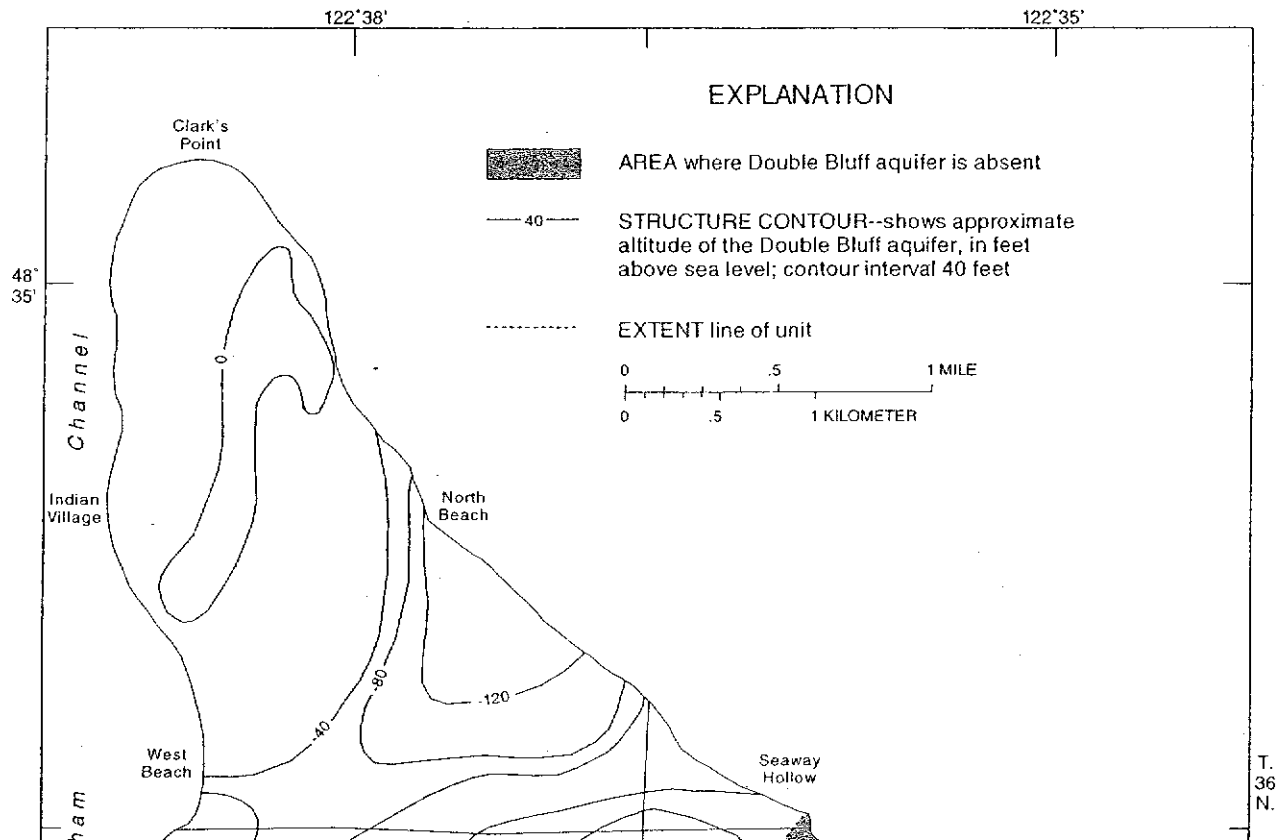 122°38'
122°35'
EXPLANATION
Clark's
Point
AREA where Double Bluff aquifer is absent
40
STRUCTURE CONTOUR--shows approximate
altitude of the Double Bluff aquifer, in feet
above sea level; contour interval 40 feet
48°
35'
EXTENT line of unit
Channel
0
0 .5 1 MILE
0 .5 1 KILOMETER
Indian
Village
North
Beach
-80
-120
-40
West
Beach
Seaway
Hollow
T.
36
N.
ham